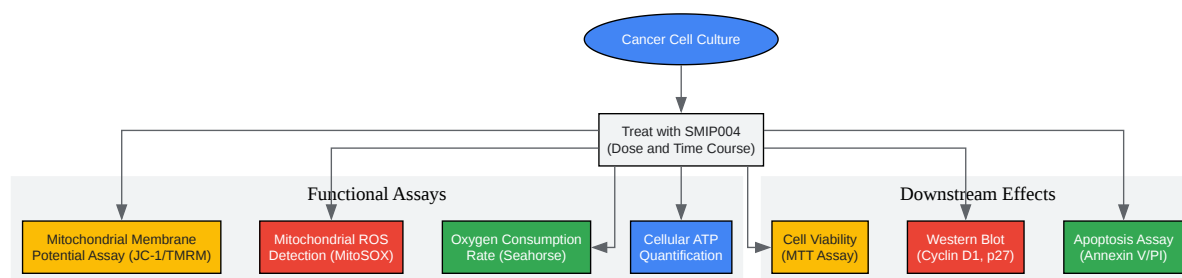 Cancer Cell Culture
Treat with SMIP004
(Dose and Time Course)
Functional Assays
Downstream Effects
Mitochondrial Membrane
Potential Assay (JC-1/TMRM)
Mitochondrial ROS
Detection (MitoSOX)
Oxygen Consumption
Rate (Seahorse)
Cellular ATP
Quantification
Cell Viability
(MTT Assay)
Western Blot
(Cyclin D1, p27)
Apoptosis Assay
(Annexin V/PI)